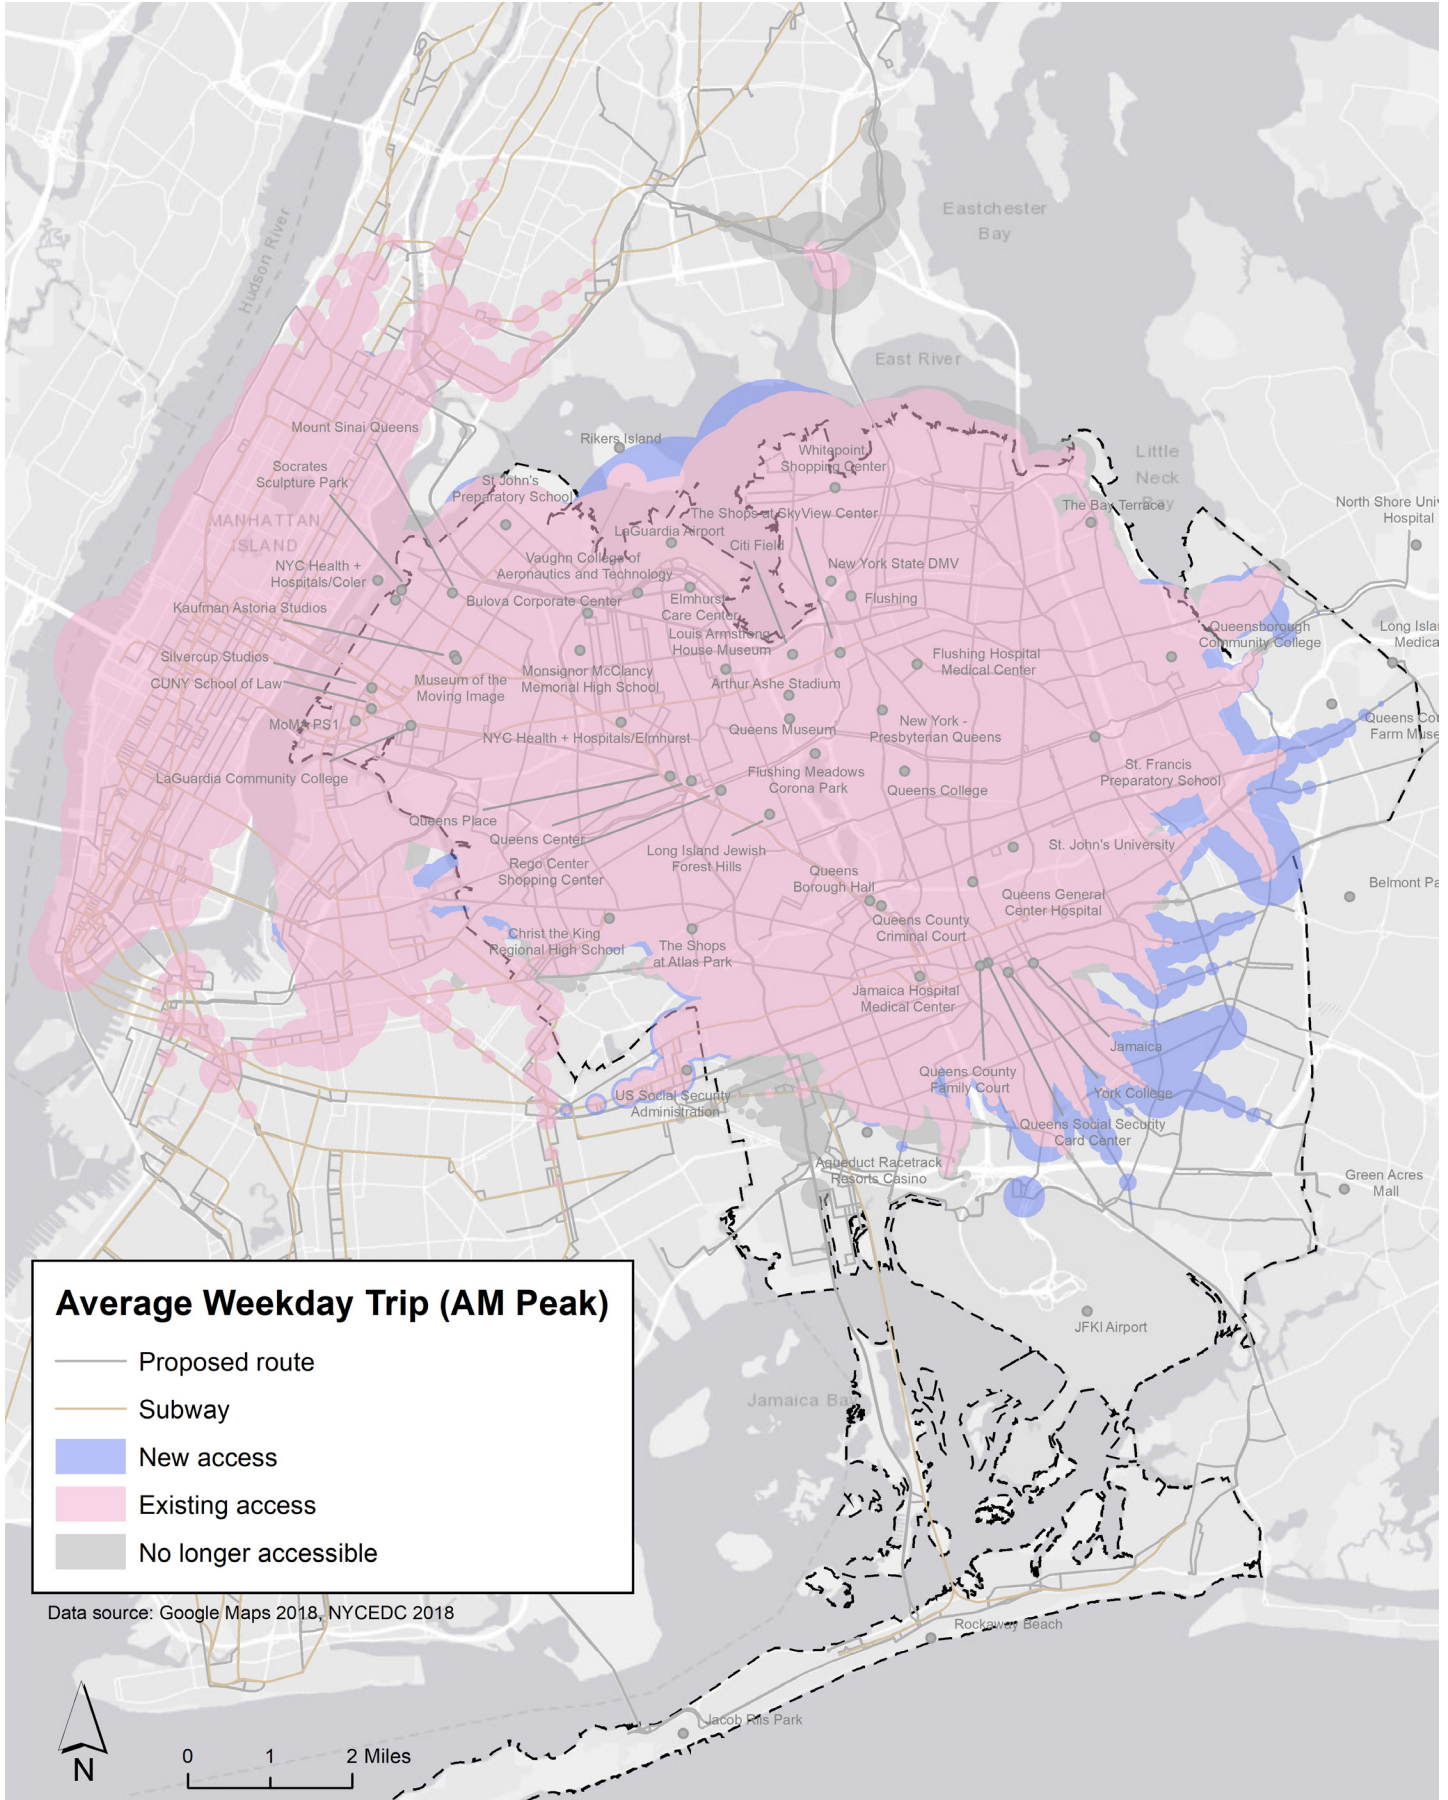 Hudson River
Eastchester
Bay
East River
Little
Neck
Bay
Mount Sinai Queens
Rikers Island
Whitepoint
Shopping Center
Socrates
Sculpture Park
St John's
Preparatory School
The Bay Terrace
North Shore Univ
Hospital
MANHATTAN
ISLAND
The Shops at SkyView Center
LaGuardia Airport
Citi Field
NYC Health +
Hospitals/Coler
Vaughn College of
Aeronautics and Technology
New York State DMV
Kaufman Astoria Studios
Bulova Corporate Center
Elmhurst
Care Center
Flushing
Louis Armstrong
House Museum
Queensborough
Community College
Long Islan
Medica
Silvercup Studios
CUNY School of Law
Museum of the
Moving Image
Monsignor McClancy
Memorial High School
Arthur Ashe Stadium
Flushing Hospital
Medical Center
MoMA PS1
NYC Health + Hospitals/Elmhurst
Queens Museum
New York -
Presbyterian Queens
Queens Cou
Farm Muse
LaGuardia Community College
Flushing Meadows
Corona Park
Queens College
St. Francis
Preparatory School
Queens Place
Queens Center
Rego Center
Shopping Center
Long Island Jewish
Forest Hills
St. John's University
Queens
Borough Hall
Queens General
Center Hospital
Belmont Pa
Queens County
Criminal Court
Christ the King
Regional High School
The Shops
at Atlas Park
Jamaica Hospital
Medical Center
Jamaica
Queens County
Family Court
York College
US Social Security
Administration
Queens Social Security
Card Center
Aqueduct Racetrack
Resorts Casino
Green Acres
Mall
JFKI Airport
Jamaica Bay
Rockaway Beach
Jacob Riis Park
Average Weekday Trip (AM Peak)
Proposed route
Subway
New access
Existing access
No longer accessible
Data source: Google Maps 2018, NYCEDC 2018
N
0 1 2 Miles